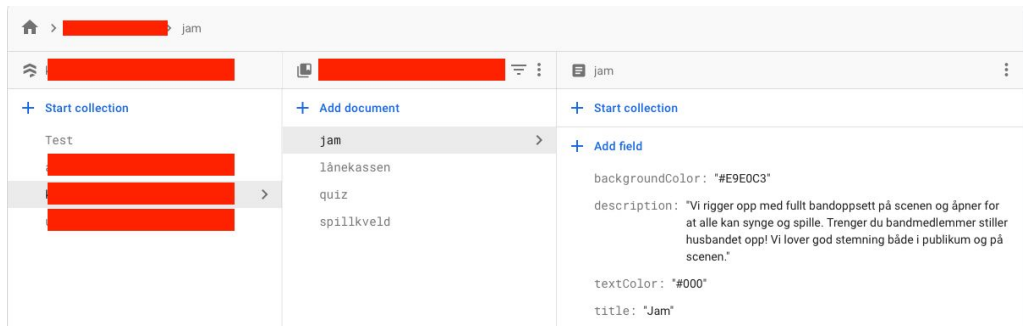 jam
jam
Start collection
Add document
Start collection
Test
jam
lånekassen
quiz
spillkveld
Add field
backgroundColor: "#E9E0C3"
description: "Vi rigger opp med fullt bandoppsett på scenen og åpner for
at alle kan synge og spille. Trenger du bandmedlemmer stiller
husbandet opp! Vi lover god stemning både i publikum og på
scenen."
textColor: "#000"
title: "Jam"